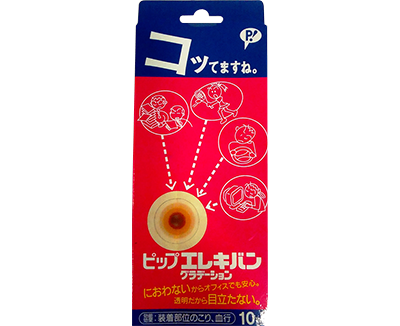 P!
コッてますね。
ピップエレキバン
グラデーション
におわないからオフィスでも安心。
透明だから目立たない。
装着部位のこり、血行
10